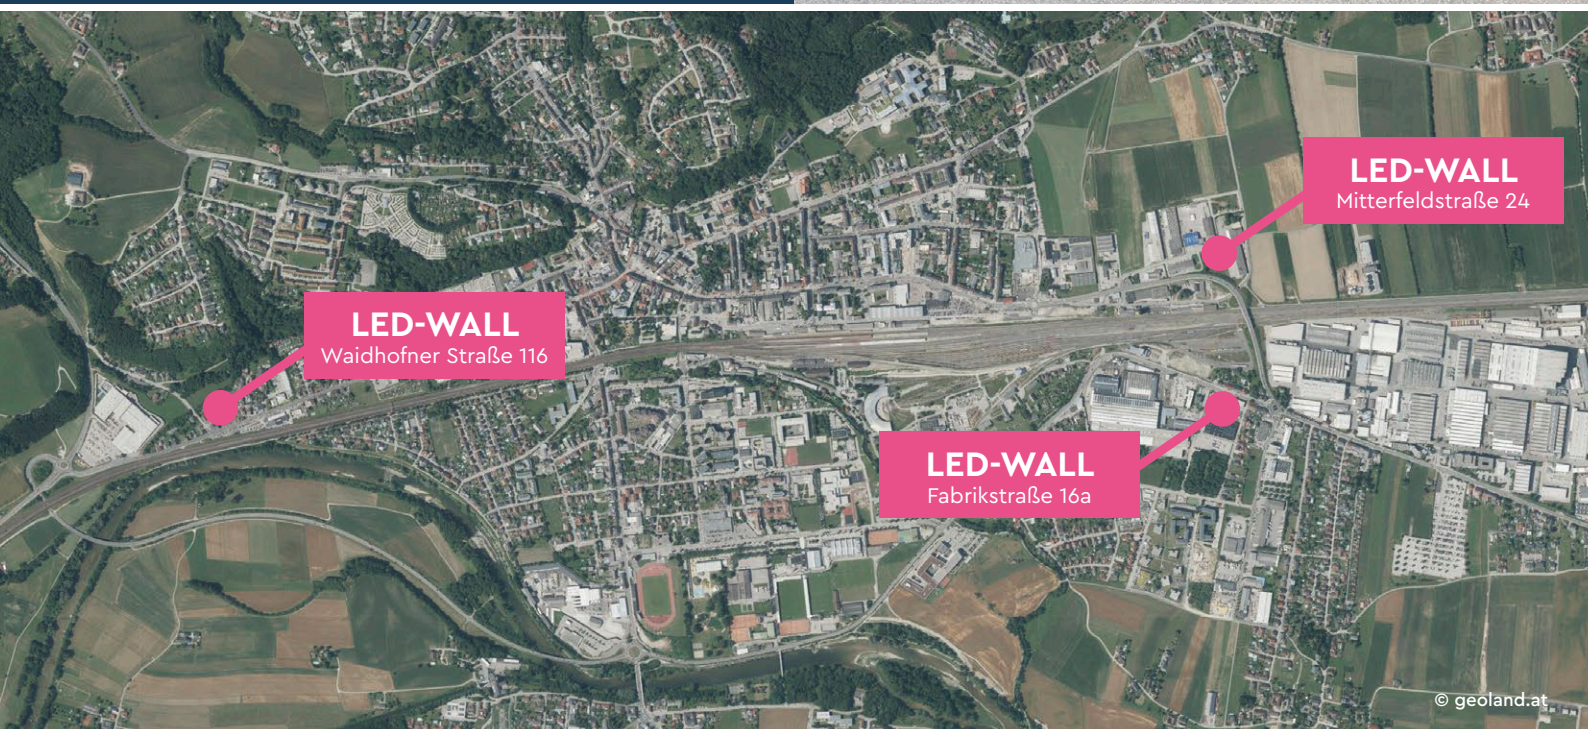 LED-WALL
Mitterfeldstraße 24
LED-WALL
Waidhofner Straße 116
LED-WALL
Fabrikstraße 16a
© geoland.at